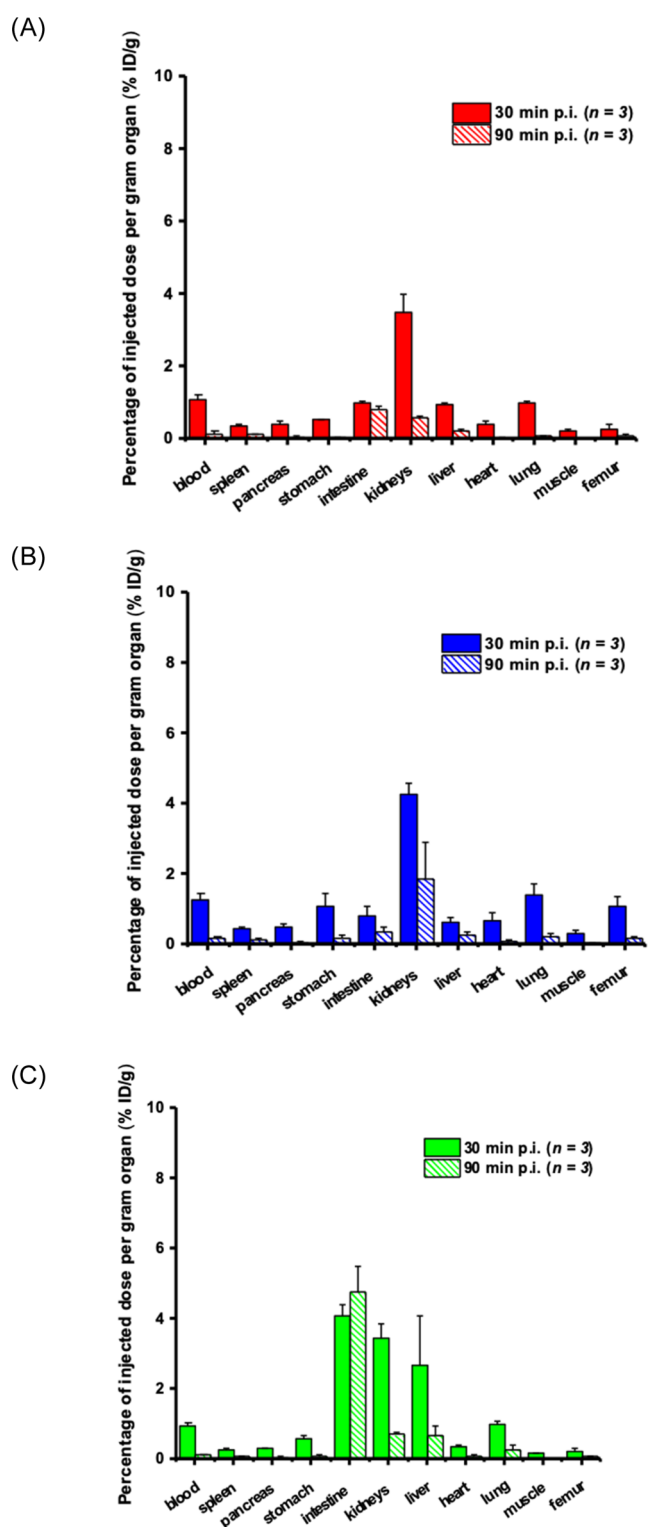 (A)
Percentage of injected dose per gram organ (% ID/g)
10
8
6
4
2
0
30 min p.i. (n = 3)
90 min p.i. (n = 3)
blood
spleen
pancreas
stomach
intestine
kidneys
liver
heart
lung
muscle
femur
(B)
Percentage of injected dose per gram organ (% ID/g)
10
8
6
4
2
0
30 min p.i. (n = 3)
90 min p.i. (n = 3)
blood
spleen
pancreas
stomach
intestine
kidneys
liver
heart
lung
muscle
femur
(C)
Percentage of injected dose per gram organ (% ID/g)
10
8
6
4
2
0
30 min p.i. (n = 3)
90 min p.i. (n = 3)
blood
spleen
pancreas
stomach
intestine
kidneys
liver
heart
lung
muscle
femur